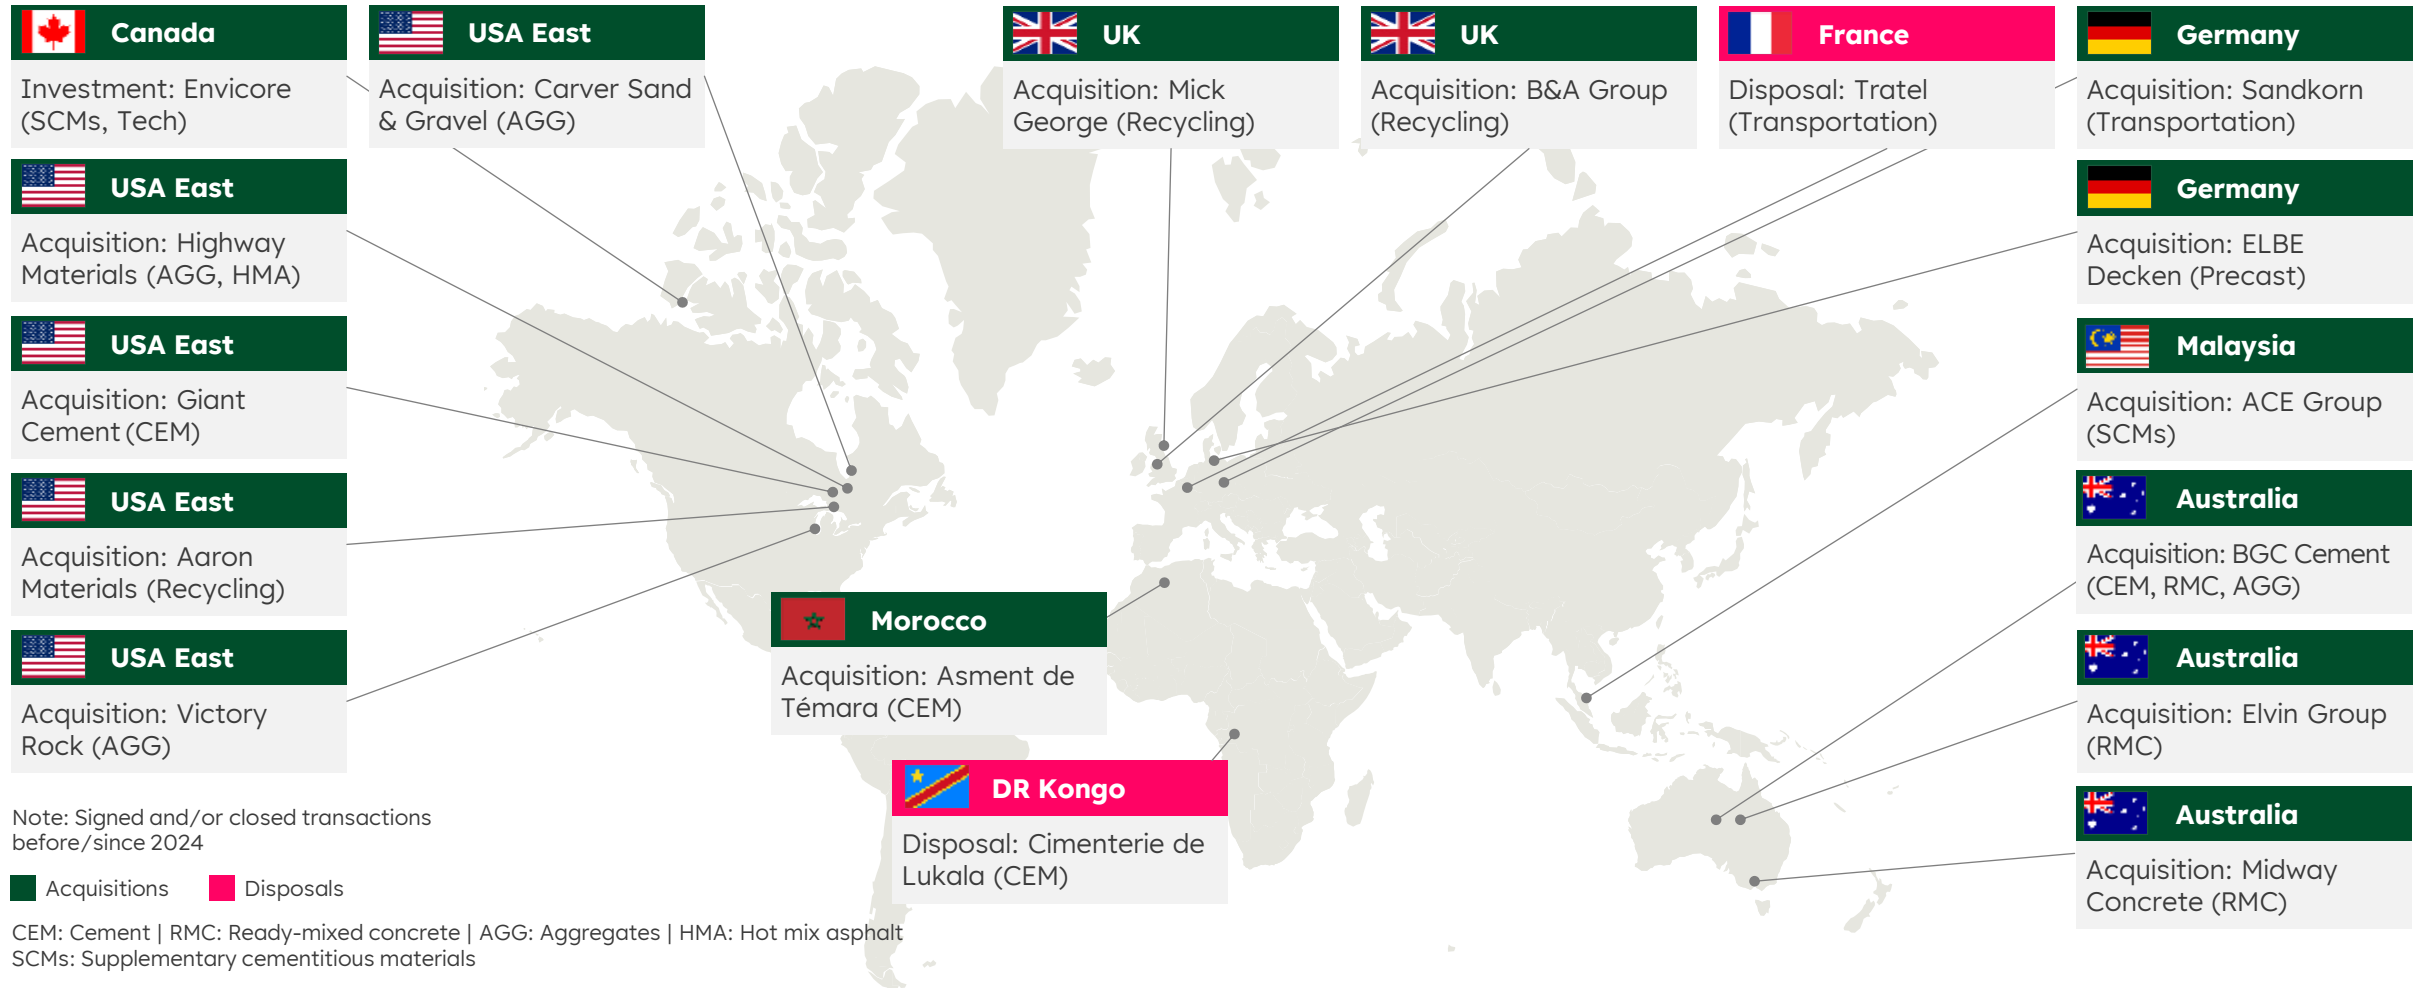 Canada
Investment: Envicore
(SCMs, Tech)
USA East
Acquisition: Carver Sand
& Gravel (AGG)
UK
Acquisition: Mick
George (Recycling)
UK
Acquisition: B&A Group
(Recycling)
France
Disposal: Tratel
(Transportation)
Germany
Acquisition: Sandkorn
(Transportation)
USA East
Acquisition: Highway
Materials (AGG, HMA)
Germany
Acquisition: ELBE
Decken (Precast)
USA East
Acquisition: Giant
Cement (CEM)
Malaysia
Acquisition: ACE Group
(SCMs)
USA East
Acquisition: Aaron
Materials (Recycling)
Australia
Acquisition: BGC Cement
(CEM, RMC, AGG)
USA East
Acquisition: Victory
Rock (AGG)
Morocco
Acquisition: Asment de
Témara (CEM)
Australia
Acquisition: Elvin Group
(RMC)
DR Kongo
Disposal: Cimenterie de
Lukala (CEM)
Australia
Acquisition: Midway
Concrete (RMC)
Note: Signed and/or closed transactions
before/since 2024
Acquisitions
Disposals
CEM: Cement | RMC: Ready-mixed concrete | AGG: Aggregates | HMA: Hot mix asphalt
SCMs: Supplementary cementitious materials